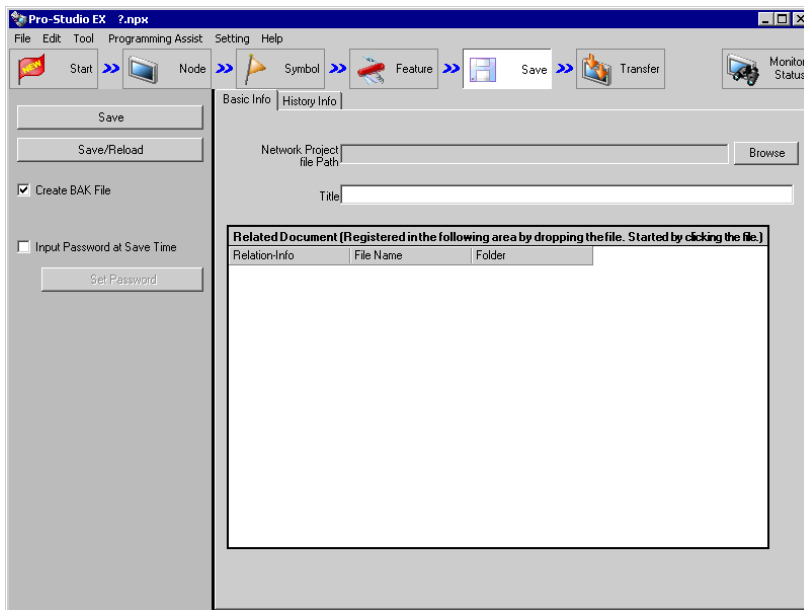 Pro-Studio EX ?.npx
File Edit Tool Programming Assist Setting Help
NEW Start Node Symbol Feature Save Transfer Monitor Status
Basic Info History Info
Save
Save/Reload
Create BAK File
Input Password at Save Time
Set Password
Network Project
file Path
Browse
Title
Related Document (Registered in the following area by dropping the file. Started by clicking the file.)
Relation-Info File Name Folder